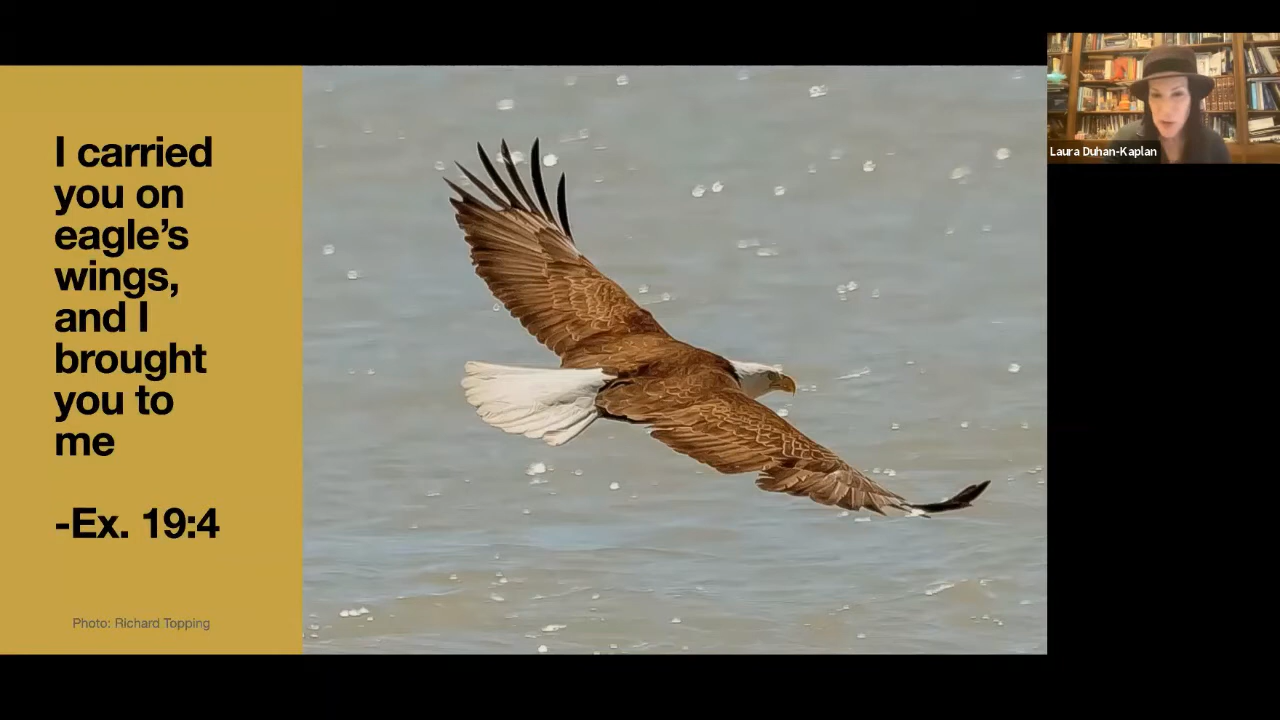 I carried
you on
eagle’s
wings,
and I
brought
you to
me
-Ex. 19:4
Photo: Richard Topping
Laura Duhan-Kaplan